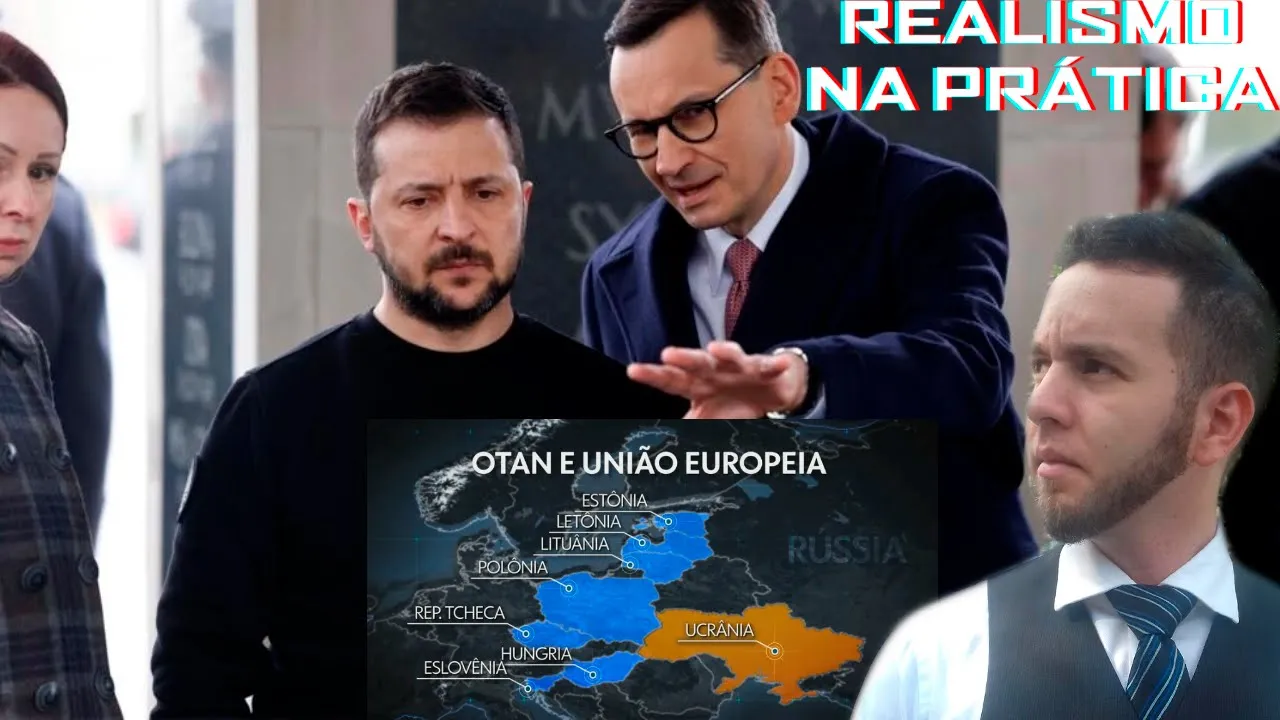 REALISMO
NA PRÁTICA
OTAN E UNIÃO EUROPEIA
ESTÔNIA
LETÔNIA
LITUÂNIA
RÚSSIA
POLÔNIA
REP. TCHECA
UCRÂNIA
HUNGRIA
ESLOVÊNIA